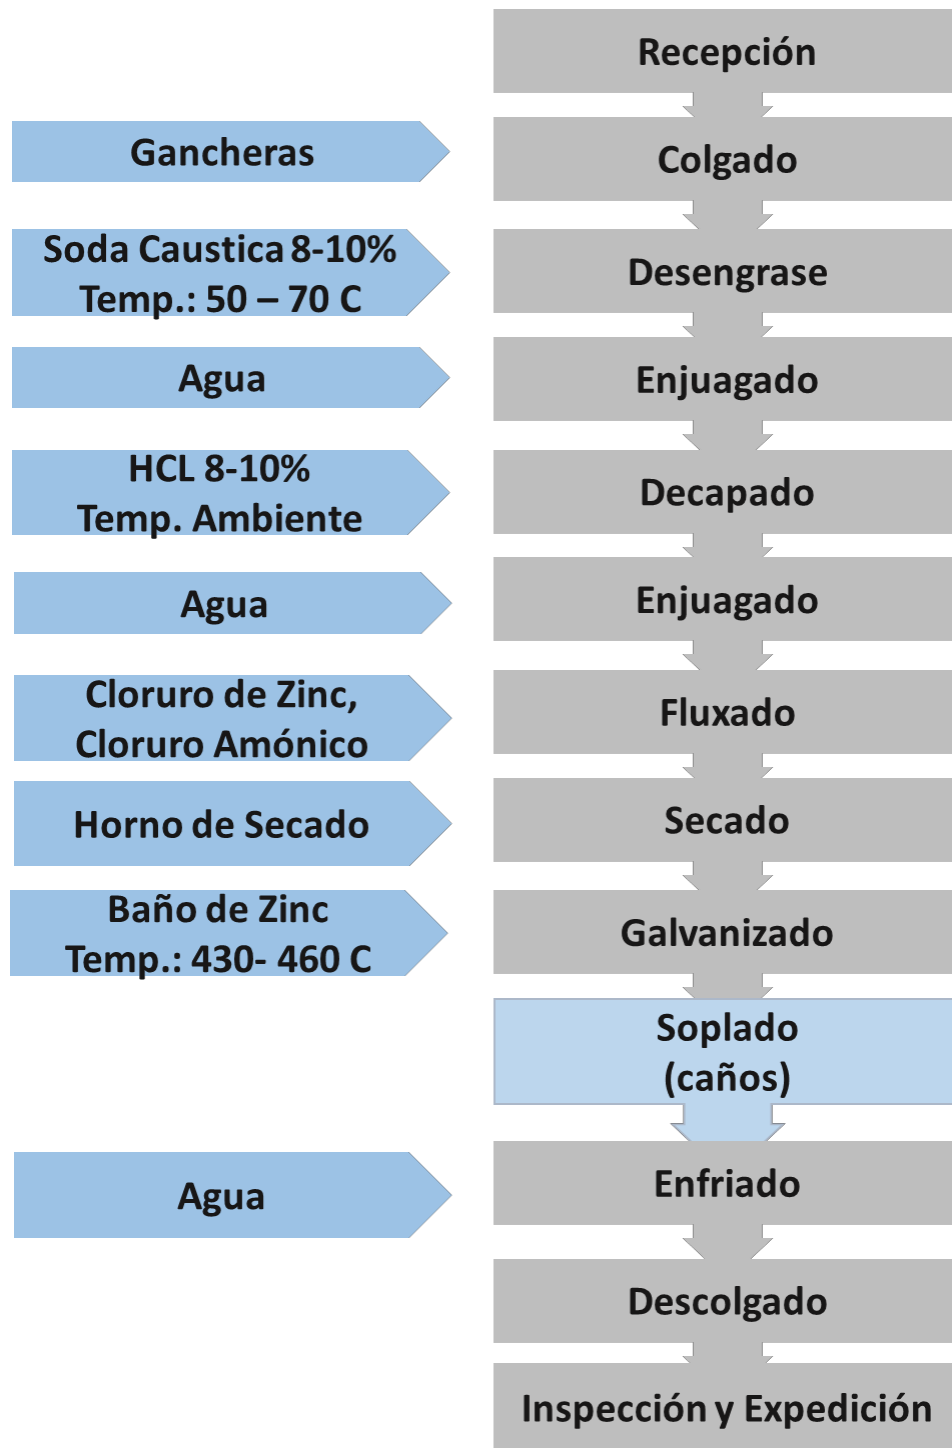 Recepción
Gancheras
Colgado
Soda Caustica 8-10%
Temp.: 50 – 70 C
Desengrase
Agua
Enjuagado
HCL 8-10%
Temp. Ambiente
Decapado
Agua
Enjuagado
Cloruro de Zinc,
Cloruro Amónico
Fluxado
Horno de Secado
Secado
Baño de Zinc
Temp.: 430- 460 C
Galvanizado
Soplado
(caños)
Agua
Enfriado
Descolgado
Inspección y Expedición